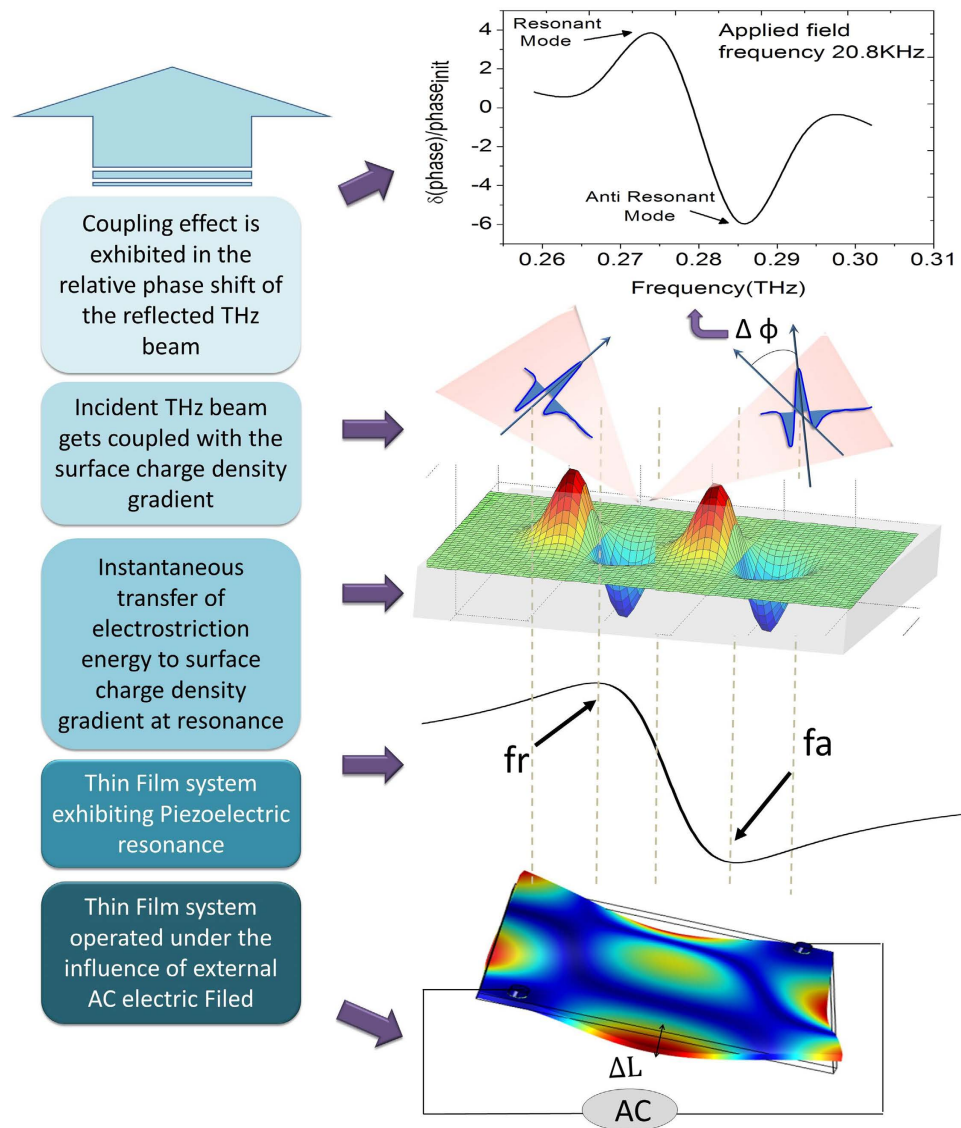 Coupling effect is
exhibited in the
relative phase shift of
the reflected THz
beam
Incident THz beam
gets coupled with the
surface charge density
gradient
Instantaneous
transfer of
electrostriction
energy to surface
charge density
gradient at resonance
Thin Film system
exhibiting Piezoelectric
resonance
Thin Film system
operated under the
influence of external
AC electric Filed
Resonant
Mode
Applied field
frequency 20.8KHz
δ(phase)/phaseinit
4
2
0
-2
-4
-6
Anti Resonant
Mode
0.26 0.27 0.28 0.29 0.30 0.31
Frequency(THz)
Δ ϕ
fr
fa
ΔL
AC